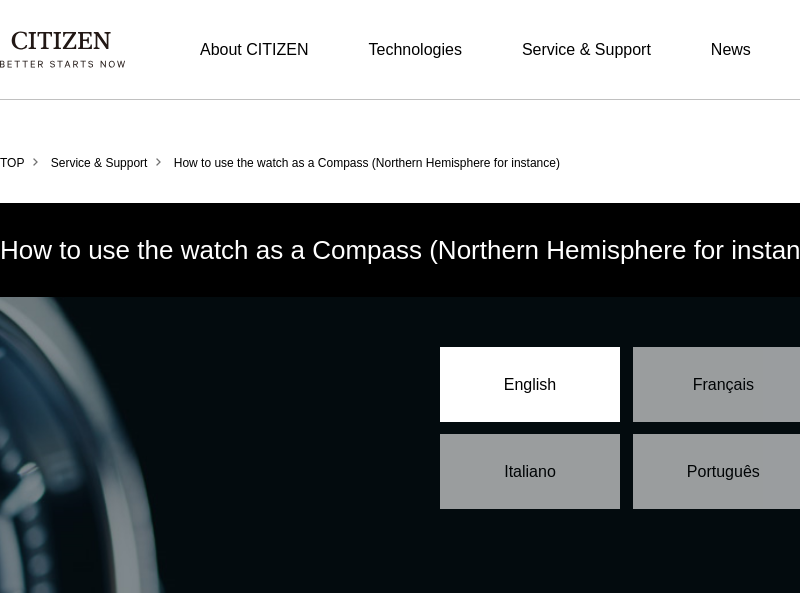 CITIZEN
BETTER STARTS NOW
About CITIZEN Technologies Service & Support News
TOP Service & Support How to use the watch as a Compass (Northern Hemisphere for instance)
How to use the watch as a Compass (Northern Hemisphere for instan
English Français
Italiano Português